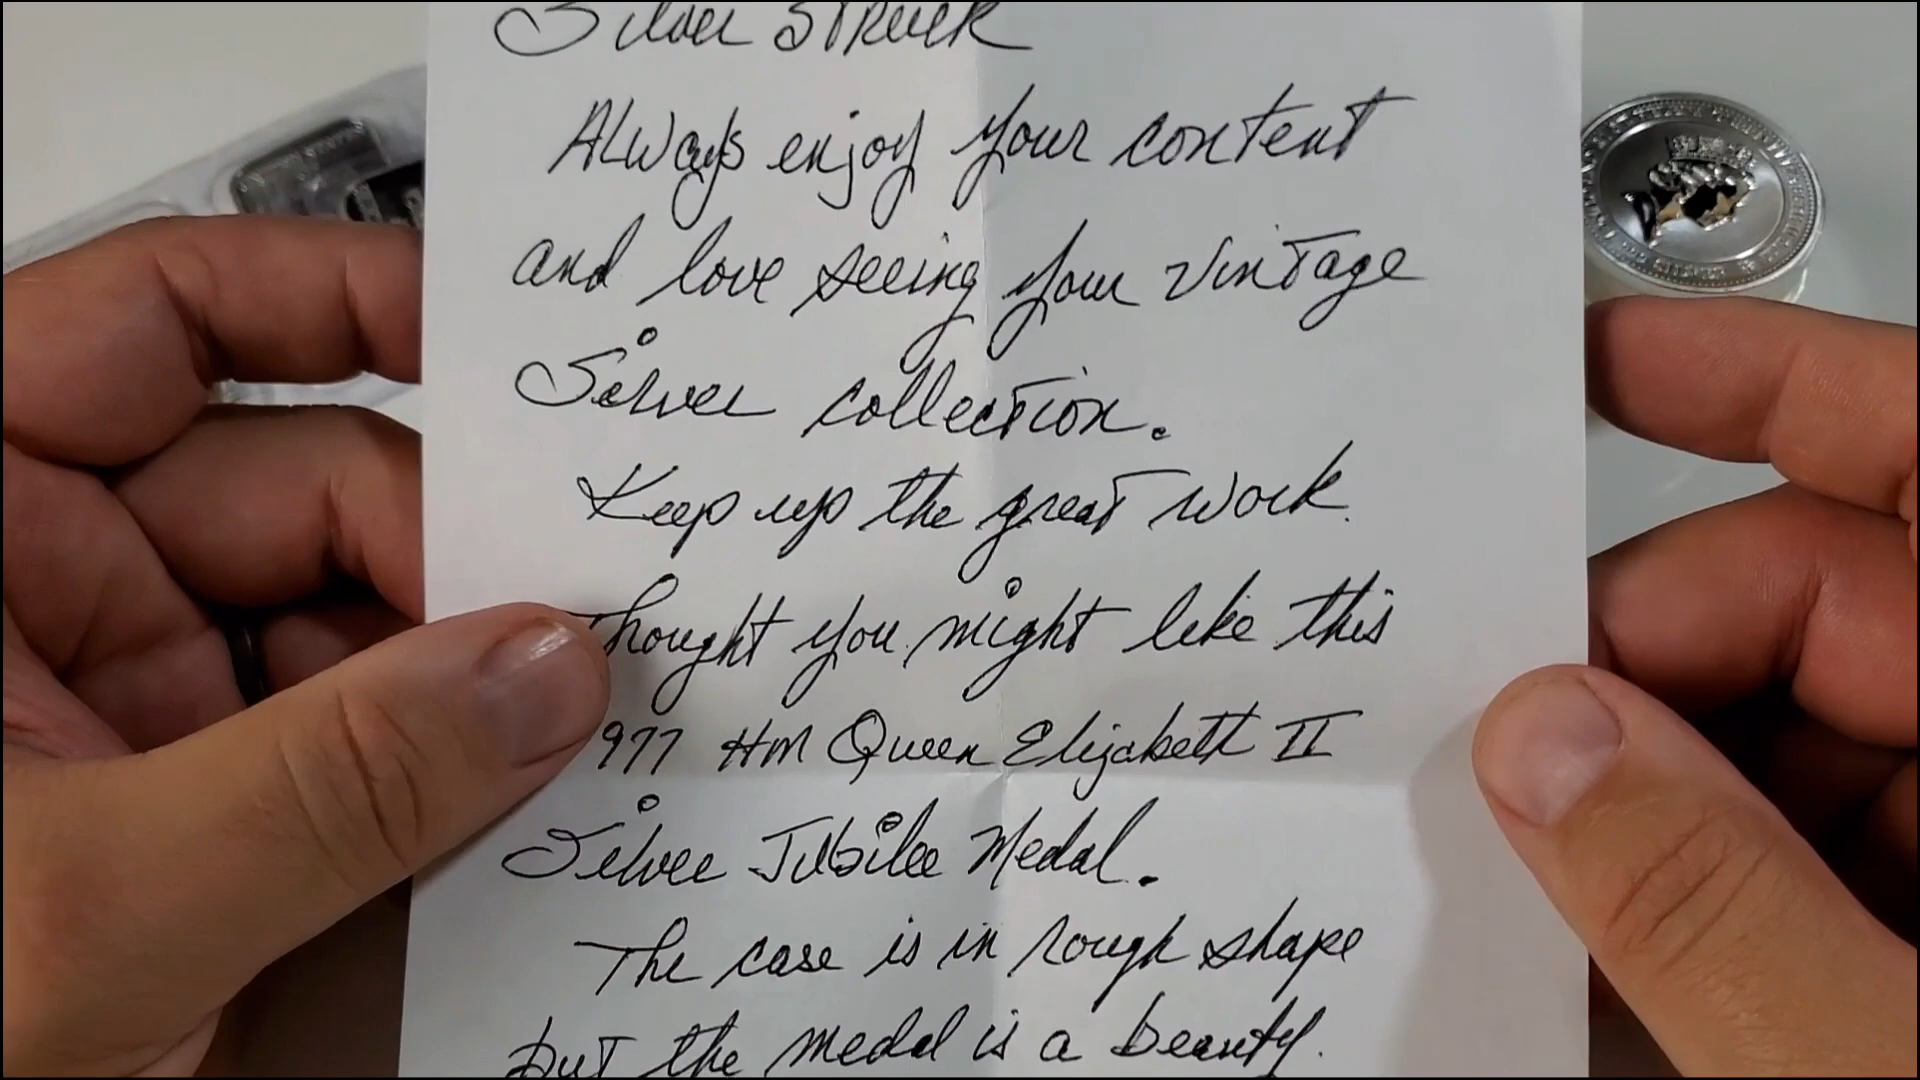 Silver Struck
Always enjoy your content
and love seeing your vintage
Silver collection.
Keep up the great work.
Thought you might like this
977 HM Queen Elizabeth II
Silver Jubilee Medal.
The case is in rough shape
but the medal is a beauty.